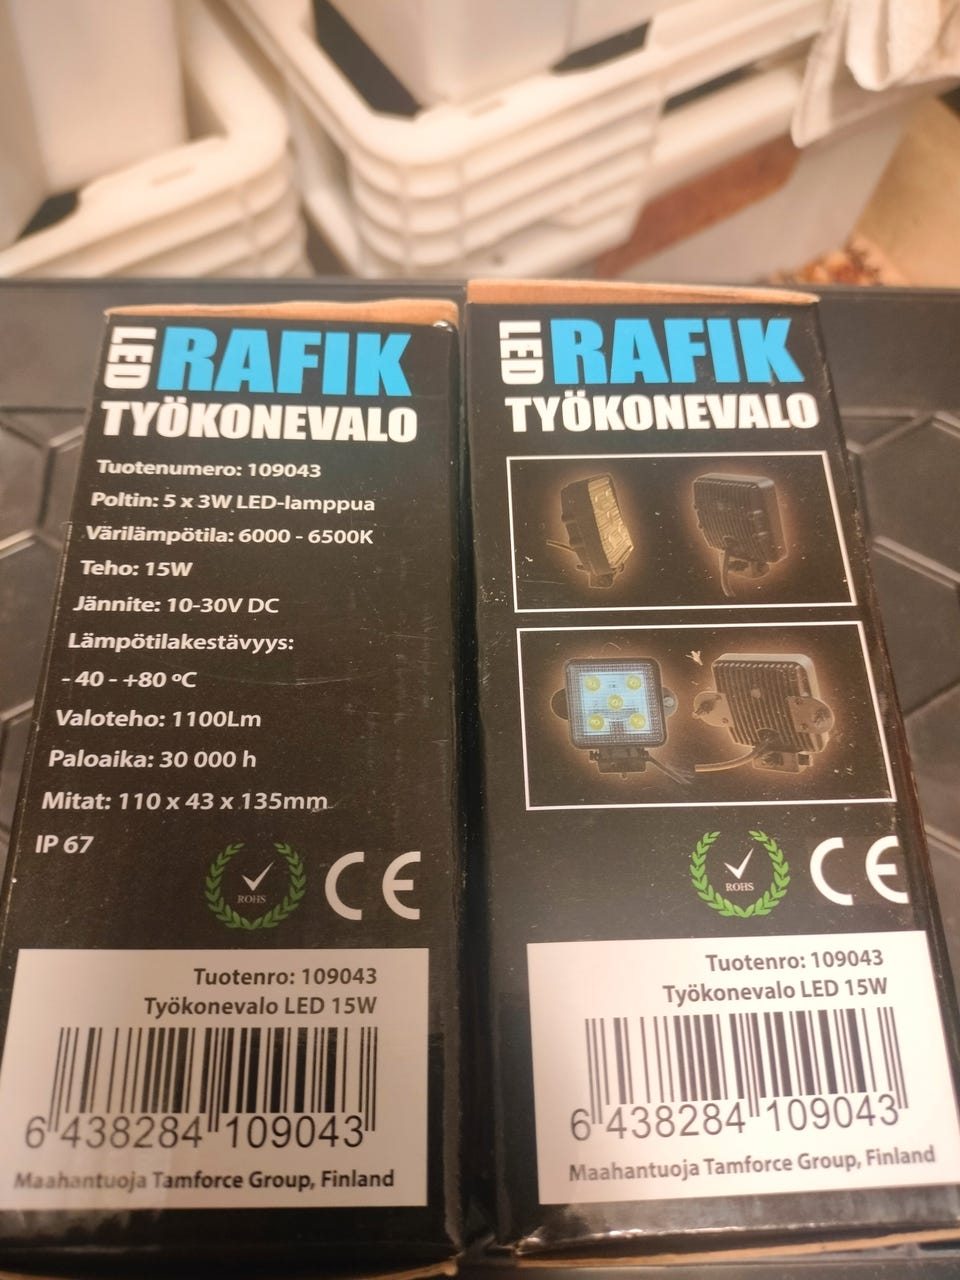 LED RAFIK
TYÖKONEVALO
Tuotenumero: 109043
Poltin: 5 x 3W LED-lamppua
Värilämpötila: 6000 - 6500K
Teho: 15W
Jännite: 10-30V DC
Lämpötilakestävyys:
- 40 - +80 ºC
Valoteho: 1100Lm
Paloaika: 30 000 h
Mitat: 110 x 43 x 135mm
IP 67
ROHS
CE
Tuotenro: 109043
Työkonevalo LED 15W
6 438284 109043
Maahantuoja Tamforce Group, Finland
LED RAFIK
TYÖKONEVALO
ROHS
CE
Tuotenro: 109043
Työkonevalo LED 15W
6 438284 109043
Maahantuoja Tamforce Group, Finland